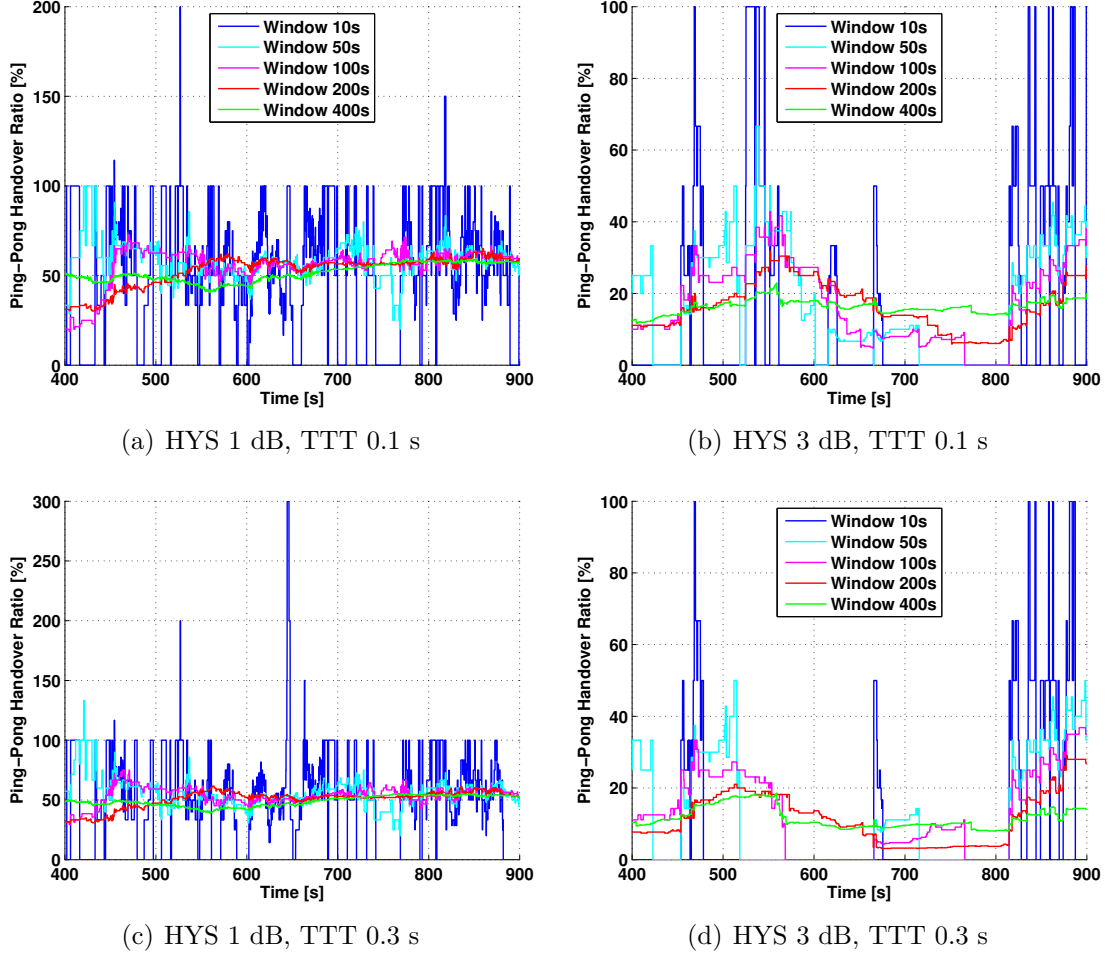 200
150
100
50
0
Ping−Pong Handover Ratio [%]
Window 10s
Window 50s
Window 100s
Window 200s
Window 400s
400 500 600 700 800 900
Time [s]
(a) HYS 1 dB, TTT 0.1 s
100
80
60
40
20
0
Ping−Pong Handover Ratio [%]
Window 10s
Window 50s
Window 100s
Window 200s
Window 400s
400 500 600 700 800 900
Time [s]
(b) HYS 3 dB, TTT 0.1 s
300
250
200
150
100
50
0
Ping−Pong Handover Ratio [%]
400 500 600 700 800 900
Time [s]
(c) HYS 1 dB, TTT 0.3 s
100
80
60
40
20
0
Ping−Pong Handover Ratio [%]
Window 10s
Window 50s
Window 100s
Window 200s
Window 400s
400 500 600 700 800 900
Time [s]
(d) HYS 3 dB, TTT 0.3 s